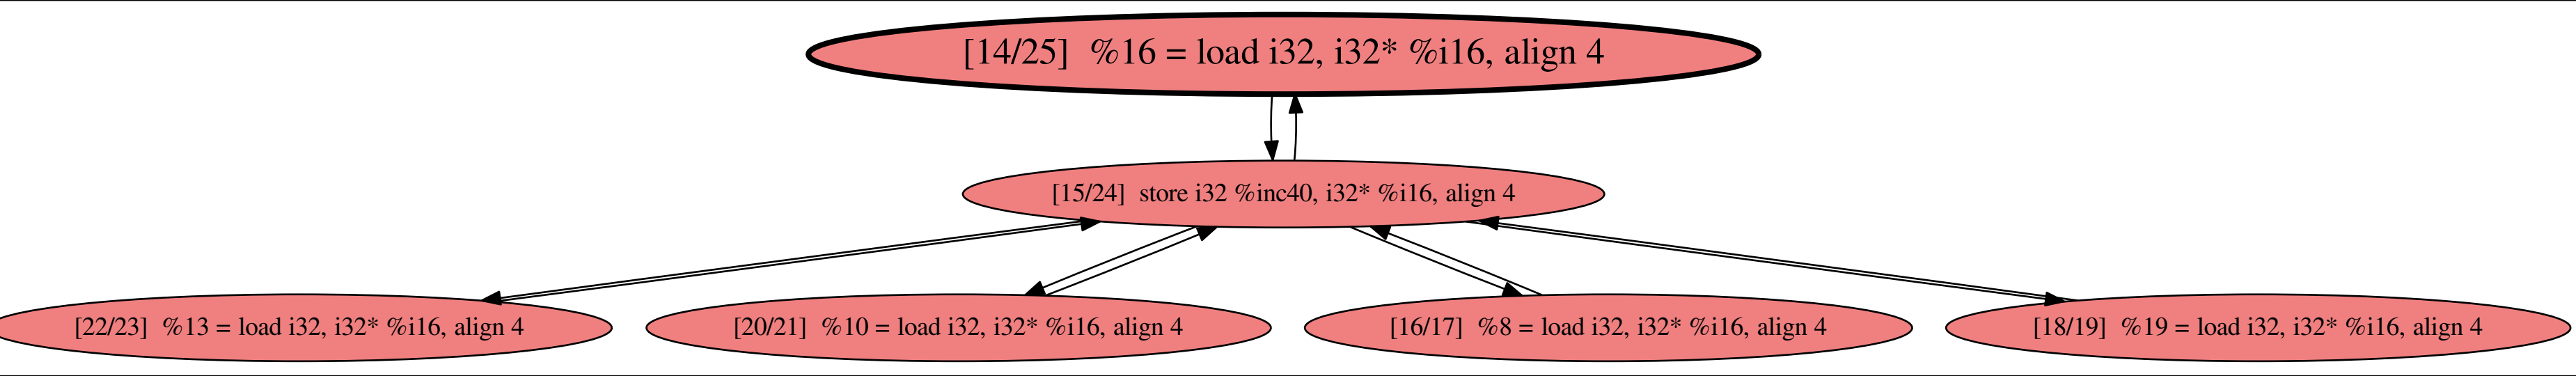 [14/25]  %16 = load i32, i32* %i16, align 4
[15/24]  store i32 %inc40, i32* %i16, align 4
[22/23]  %13 = load i32, i32* %i16, align 4
[20/21]  %10 = load i32, i32* %i16, align 4
[16/17]  %8 = load i32, i32* %i16, align 4
[18/19]  %19 = load i32, i32* %i16, align 4